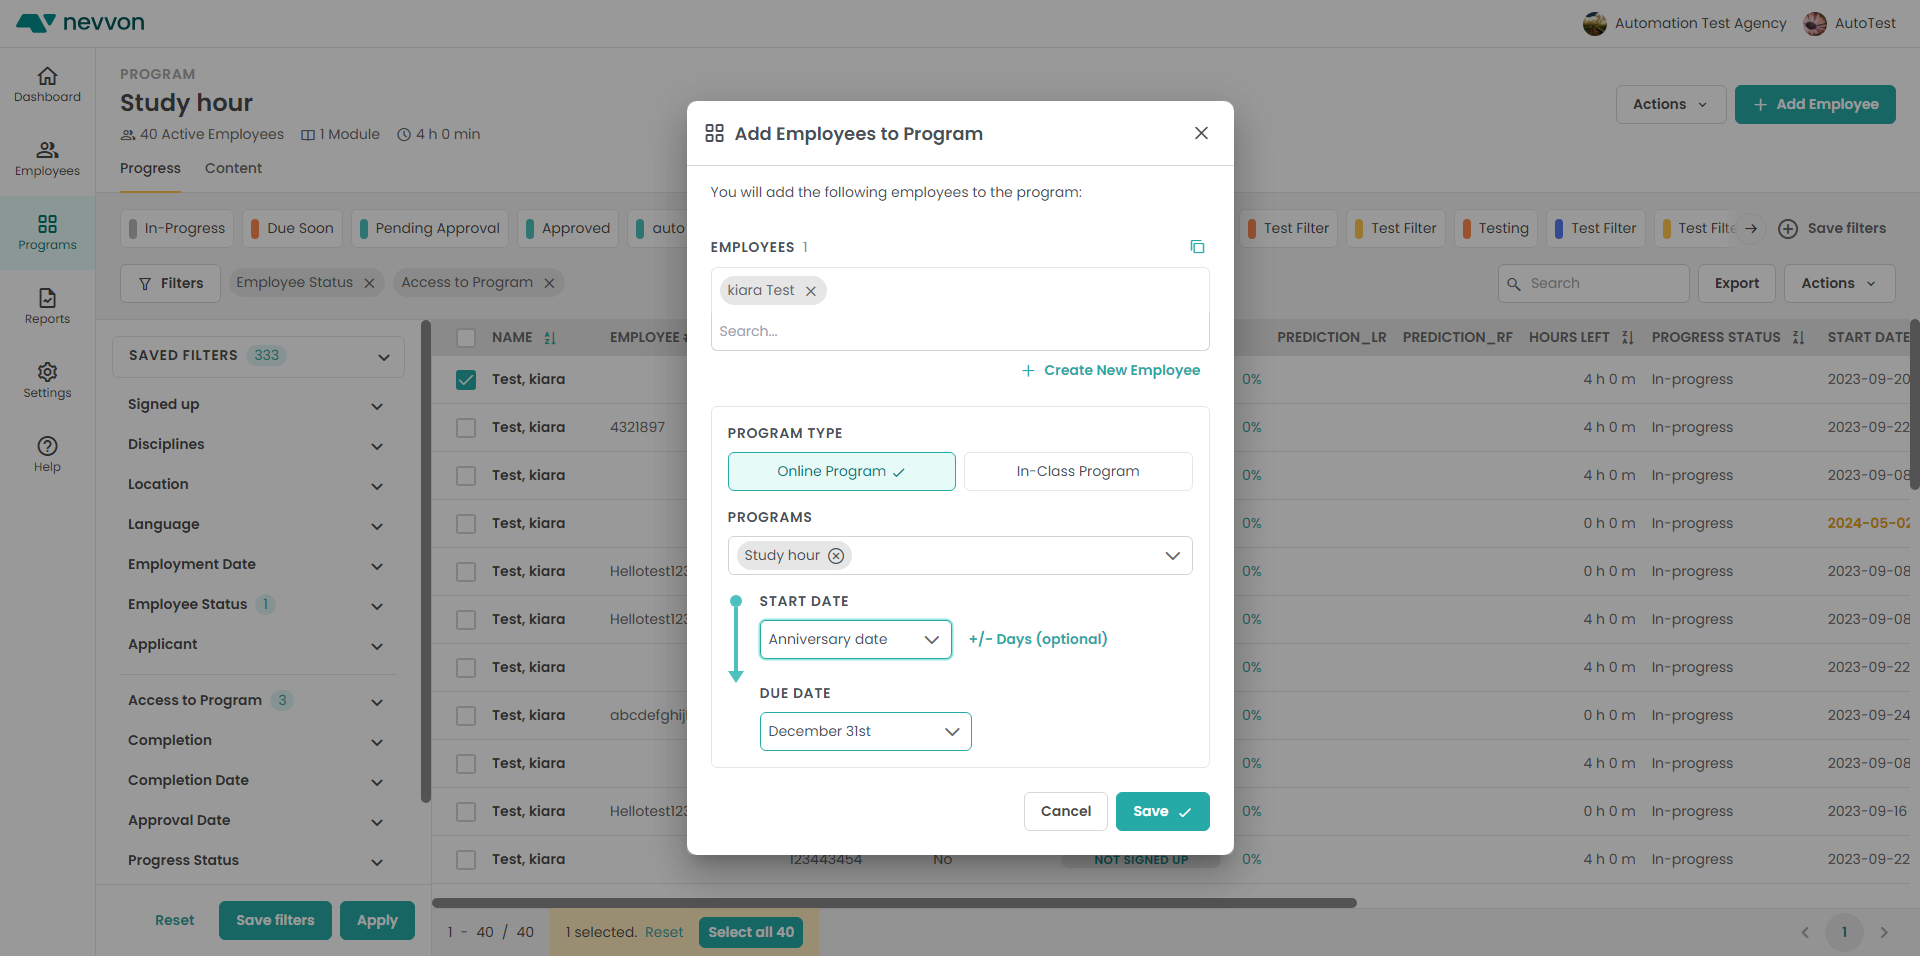 nevvon
Automation Test Agency
AutoTest
Dashboard
Employees
Programs
Reports
Settings
Help
PROGRAM
Study hour
40 Active Employees
1 Module
4 h 0 min
Actions
+ Add Employee
Progress
Content
In-Progress
Due Soon
Pending Approval
Approved
auto
Test Filter
Test Filter
Testing
Test Filter
Test Filte
Save filters
Filters
Employee Status
Access to Program
Search
Export
Actions
SAVED FILTERS 333
Signed up
Disciplines
Location
Language
Employment Date
Employee Status 1
Applicant
Access to Program 3
Completion
Completion Date
Approval Date
Progress Status
Reset
Save filters
Apply
NAME EMPLOYEE # PREDICTION_LR PREDICTION_RF HOURS LEFT PROGRESS STATUS START DATE
Test, kiara 0% 4 h 0 m In-progress 2023-09-20
Test, kiara 4321897 0% 4 h 0 m In-progress 2023-09-22
Test, kiara 0% 4 h 0 m In-progress 2023-09-08
Test, kiara 0% 0 h 0 m In-progress 2024-05-02
Test, kiara Hellotest123 0% 0 h 0 m In-progress 2023-09-08
Test, kiara Hellotest123 0% 4 h 0 m In-progress 2023-09-08
Test, kiara 0% 4 h 0 m In-progress 2023-09-22
Test, kiara abcdefghijl 0% 0 h 0 m In-progress 2023-09-24
Test, kiara 0% 4 h 0 m In-progress 2023-09-08
Test, kiara Hellotest123 0% 0 h 0 m In-progress 2023-09-16
Test, kiara 123443454 No NOT SIGNED UP 0% 4 h 0 m In-progress 2023-09-22
1 - 40 / 40
1 selected. Reset
Select all 40
1
Add Employees to Program
You will add the following employees to the program:
EMPLOYEES 1
kiara Test
Search...
+ Create New Employee
PROGRAM TYPE
Online Program
In-Class Program
PROGRAMS
Study hour
START DATE
Anniversary date
+/- Days (optional)
DUE DATE
December 31st
Cancel
Save